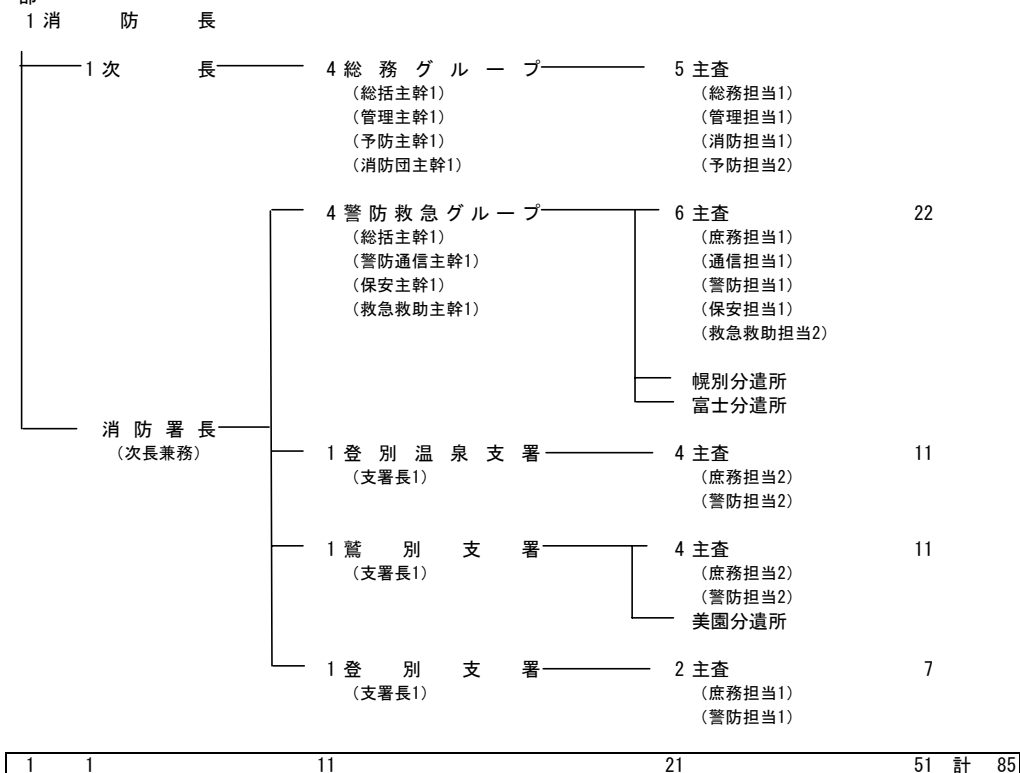 1 消 防 長
1 次 長 4 総務グループ 5 主査
(総括主幹1) (総務担当1)
(管理主幹1) (管理担当1)
(予防主幹1) (消防担当1)
(消防団主幹1) (予防担当2)
4 警防救急グループ 6 主査 22
(総括主幹1) (庶務担当1)
(警防通信主幹1) (通信担当1)
(保安主幹1) (警防担当1)
(救急救助主幹1) (保安担当1)
(救急救助担当2)
幌別分遣所
富士分遣所
消防署長
(次長兼務) 1 登別温泉支署 4 主査 11
(支署長1) (庶務担当2)
(警防担当2)
1 鷲別支署 4 主査 11
(支署長1) (庶務担当2)
(警防担当2)
美園分遣所
1 登別支署 2 主査 7
(支署長1) (庶務担当1)
(警防担当1)
1 1 11 21 51 計 85